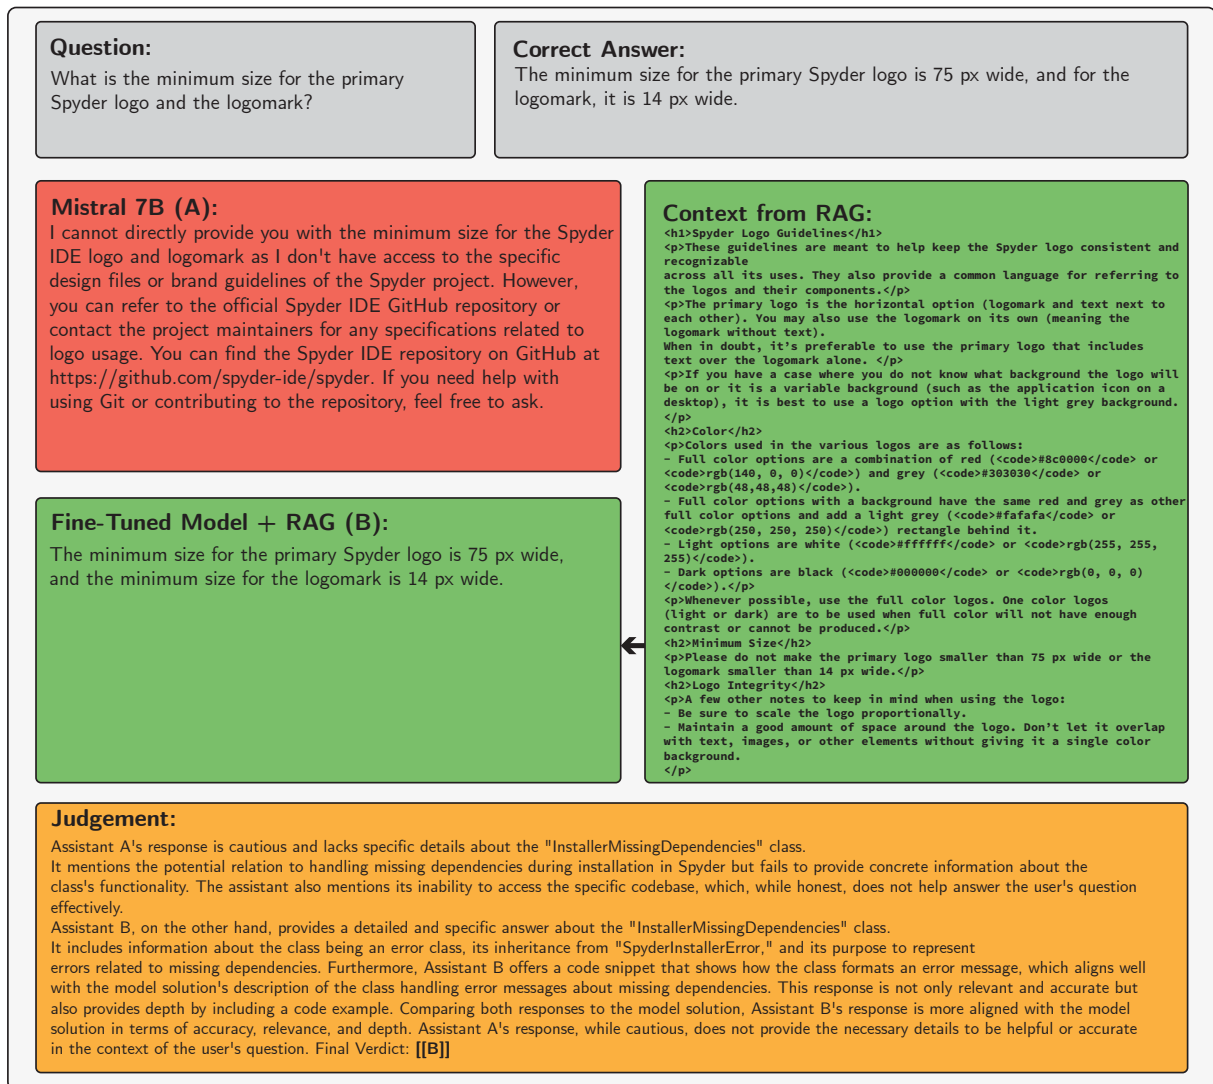 Question:
What is the minimum size for the primary
Spyder logo and the logomark?
Correct Answer:
The minimum size for the primary Spyder logo is 75 px wide, and for the
logomark, it is 14 px wide.
Mistral 7B (A):
I cannot directly provide you with the minimum size for the Spyder
IDE logo and logomark as I don't have access to the specific
design files or brand guidelines of the Spyder project. However,
you can refer to the official Spyder IDE GitHub repository or
contact the project maintainers for any specifications related to
logo usage. You can find the Spyder IDE repository on GitHub at
https://github.com/spyder-ide/spyder. If you need help with
using Git or contributing to the repository, feel free to ask.
Fine-Tuned Model + RAG (B):
The minimum size for the primary Spyder logo is 75 px wide,
and the minimum size for the logomark is 14 px wide.
Context from RAG:
<h1>Spyder Logo Guidelines</h1>
<p>These guidelines are meant to help keep the Spyder logo consistent and
recognizable
across all its uses. They also provide a common language for referring to
the logos and their components.</p>
<p>The primary logo is the horizontal option (logomark and text next to
each other). You may also use the logomark on its own (meaning the
logomark without text).
When in doubt, it's preferable to use the primary logo that includes
text over the logomark alone. </p>
<p>If you have a case where you do not know what background the logo will
be on or it is a variable background (such as the application icon on a
desktop), it is best to use a logo option with the light grey background.
</p>
<h2>Color</h2>
<p>Colors used in the various logos are as follows:
- Full color options are a combination of red (<code>#8c0000</code> or
<code>rgb(140, 0, 0)</code>) and grey (<code>#303030</code> or
<code>rgb(48,48,48)</code>).
- Full color options with a background have the same red and grey as other
full color options and add a light grey (<code>#fafafa</code> or
<code>rgb(250, 250, 250)</code>) rectangle behind it.
- Light options are white (<code>#ffffff</code> or <code>rgb(255, 255,
255)</code>).
- Dark options are black (<code>#000000</code> or <code>rgb(0, 0, 0)
</code>).</p>
<p>Whenever possible, use the full color logos. One color logos
(light or dark) are to be used when full color will not have enough
contrast or cannot be produced.</p>
<h2>Minimum Size</h2>
<p>Please do not make the primary logo smaller than 75 px wide or the
logomark smaller than 14 px wide.</p>
<h2>Logo Integrity</h2>
<p>A few other notes to keep in mind when using the logo:
- Be sure to scale the logo proportionally.
- Maintain a good amount of space around the logo. Don't let it overlap
with text, images, or other elements without giving it a single color
background.
</p>
Judgement:
Assistant A's response is cautious and lacks specific details about the "InstallerMissingDependencies" class.
It mentions the potential relation to handling missing dependencies during installation in Spyder but fails to provide concrete information about the
class's functionality. The assistant also mentions its inability to access the specific codebase, which, while honest, does not help answer the user's question
effectively.
Assistant B, on the other hand, provides a detailed and specific answer about the "InstallerMissingDependencies" class.
It includes information about the class being an error class, its inheritance from "SpyderInstallerError," and its purpose to represent
errors related to missing dependencies. Furthermore, Assistant B offers a code snippet that shows how the class formats an error message, which aligns well
with the model solution's description of the class handling error messages about missing dependencies. This response is not only relevant and accurate but
also provides depth by including a code example. Comparing both responses to the model solution, Assistant B's response is more aligned with the model
solution in terms of accuracy, relevance, and depth. Assistant A's response, while cautious, does not provide the necessary details to be helpful or accurate
in the context of the user's question. Final Verdict: [[B]]